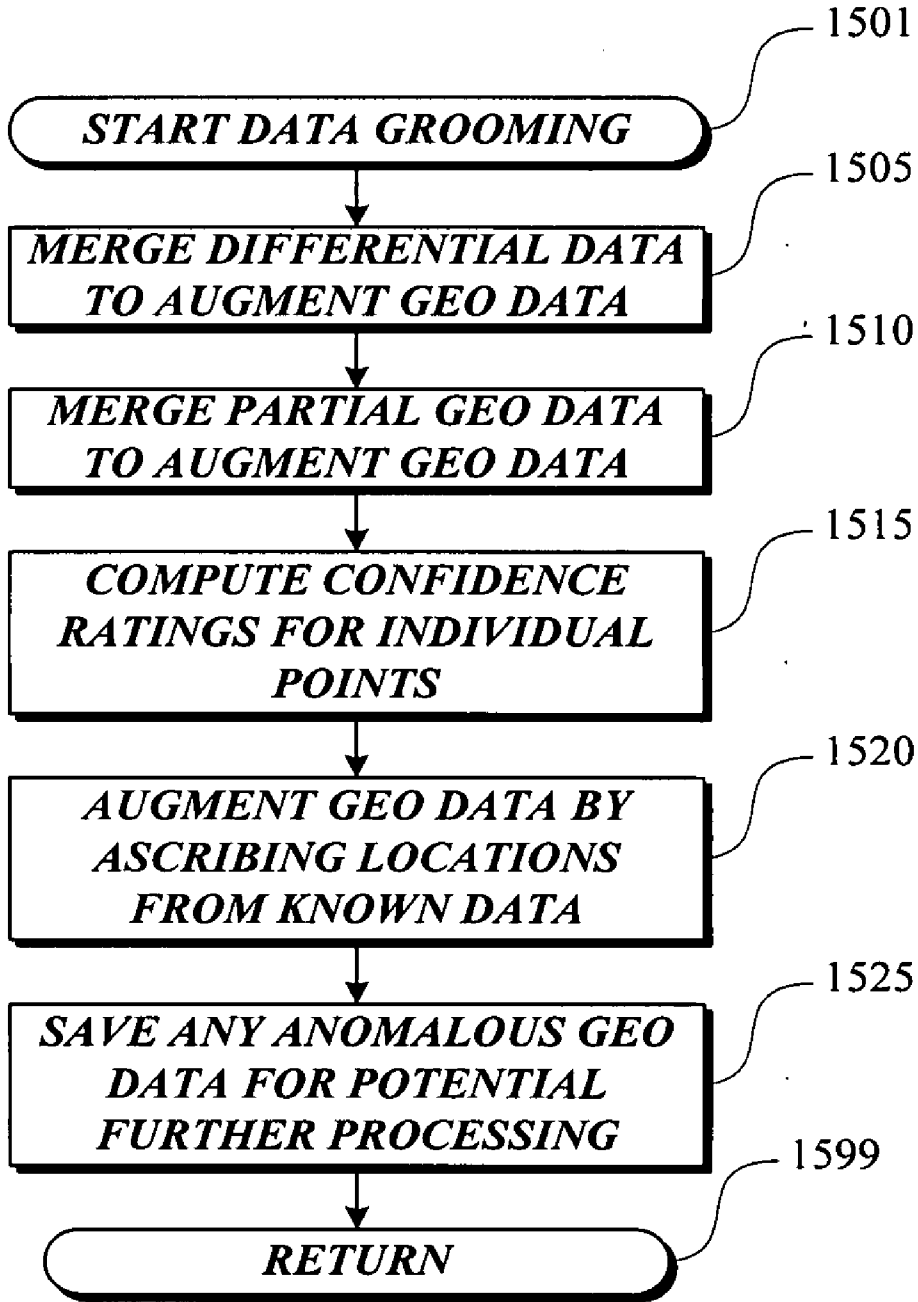 1501
START DATA GROOMING
1505
MERGE DIFFERENTIAL DATA
TO AUGMENT GEO DATA
1510
MERGE PARTIAL GEO DATA
TO AUGMENT GEO DATA
1515
COMPUTE CONFIDENCE
RATINGS FOR INDIVIDUAL
POINTS
1520
AUGMENT GEO DATA BY
ASCRIBING LOCATIONS
FROM KNOWN DATA
1525
SAVE ANY ANOMALOUS GEO
DATA FOR POTENTIAL
FURTHER PROCESSING
1599
RETURN